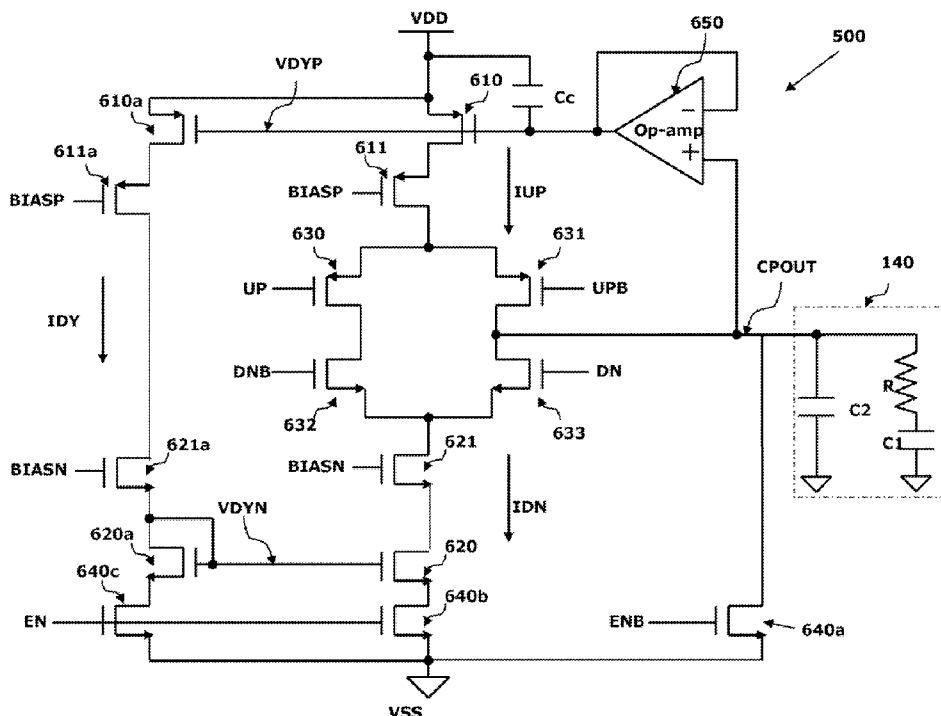 VDD
650
500
VDYP
610
Cc
610a
Op-amp
−
+
611a
611
BIASP
BIASP
IUP
630
631
CPOUT
140
UP
UPB
IDY
DNB
DN
R
C2
C1
632
633
621a
BIASN
BIASN
621
VDYN
IDN
620a
620
640c
640b
EN
ENB
640a
VSS